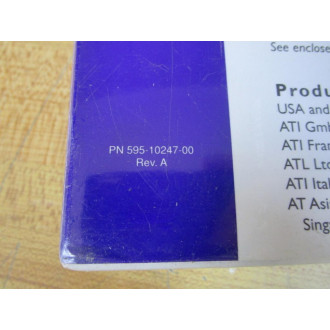 PN 595-10247-00
Rev. A
See enclose
Produ
USA and
ATI Gmb
ATI Fran
ATL Ltd
ATI Ital
AT Asi
Sing